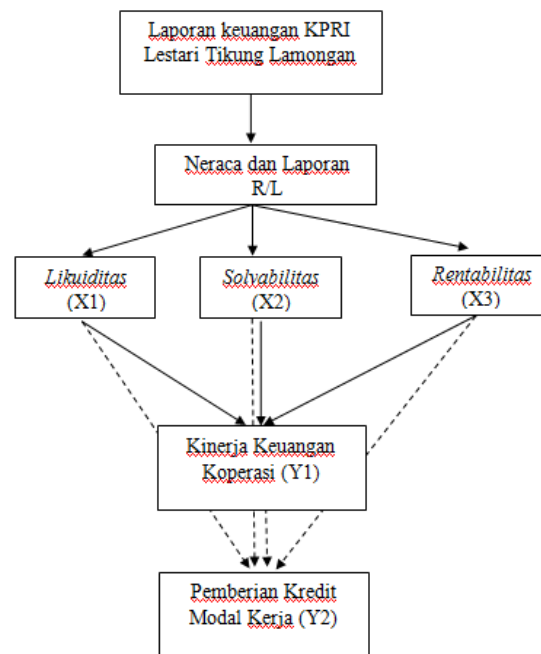 Laporan keuangan KPRI
Lestari Tikung Lamongan
Neraca dan Laporan
R/L
Likuiditas
(X1)
Solvabilitas
(X2)
Rentabilitas
(X3)
Kinerja Keuangan
Koperasi (Y1)
Pemberian Kredit
Modal Kerja (Y2)